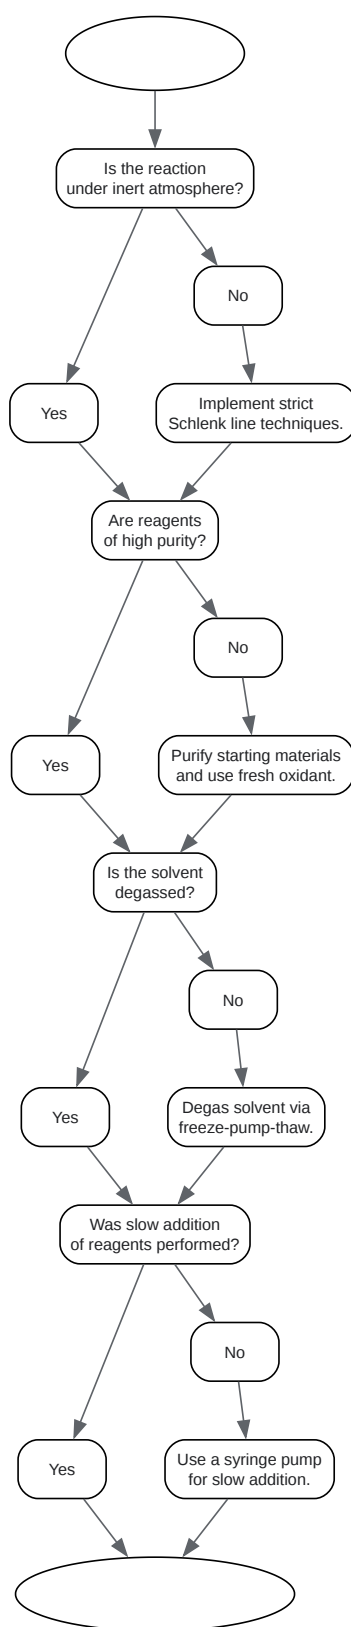 Is the reaction
under inert atmosphere?
No
Yes
Implement strict
Schlenk line techniques.
Are reagents
of high purity?
No
Yes
Purify starting materials
and use fresh oxidant.
Is the solvent
degassed?
No
Yes
Degas solvent via
freeze-pump-thaw.
Was slow addition
of reagents performed?
No
Yes
Use a syringe pump
for slow addition.